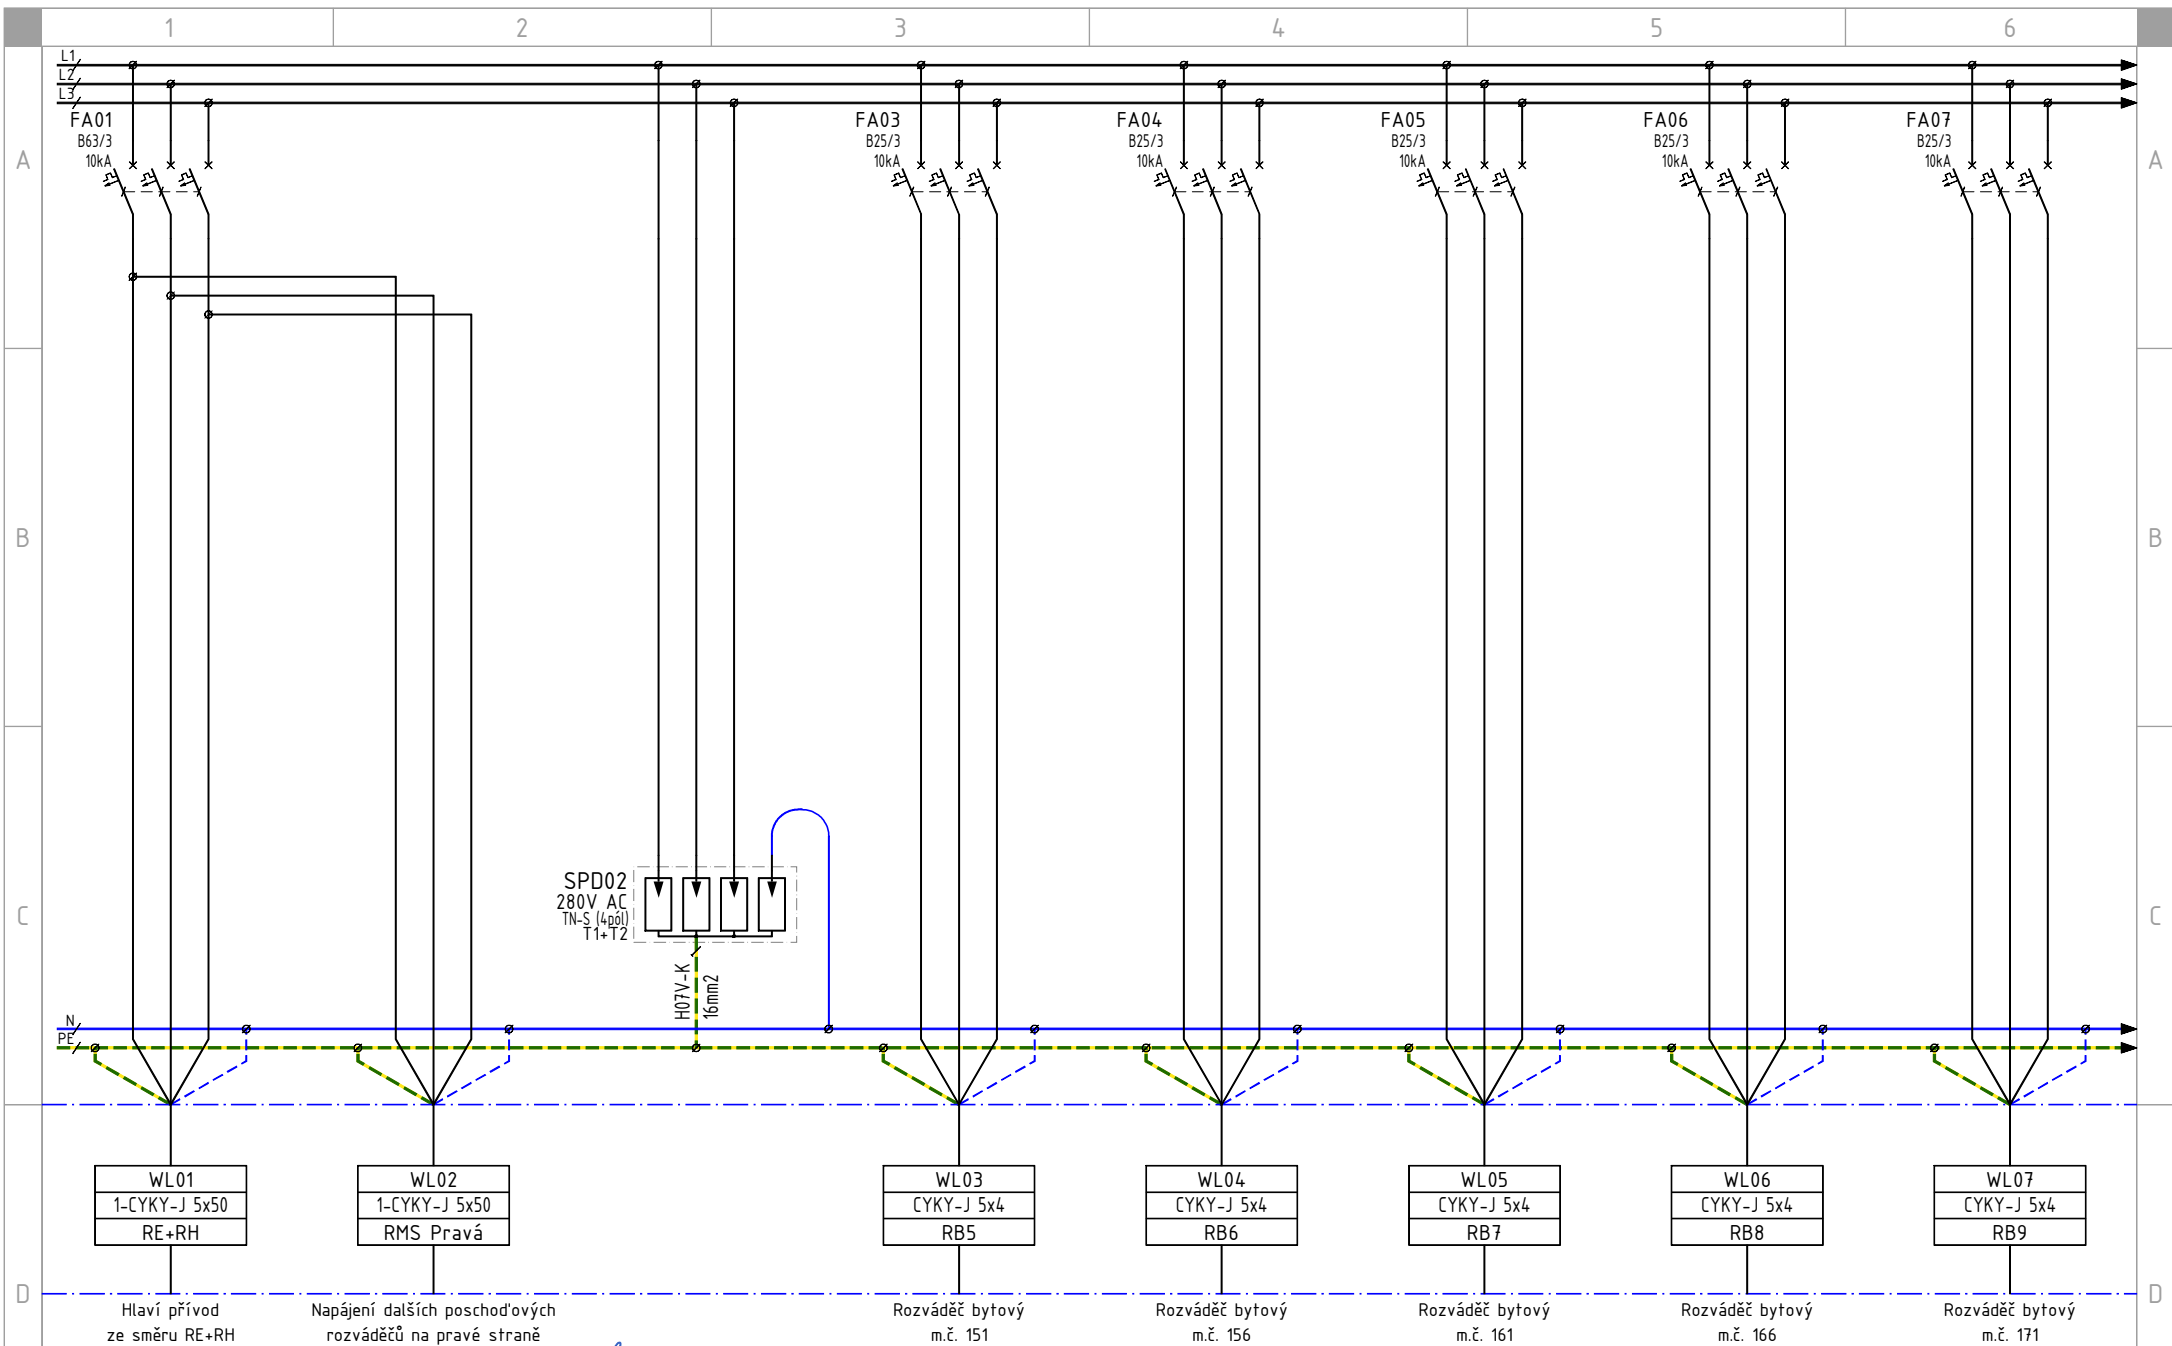 1 2 3 4 5 6
L1
L2
L3
FA01
B63/3
10kA
FA03
B25/3
10kA
FA04
B25/3
10kA
FA05
B25/3
10kA
FA06
B25/3
10kA
FA07
B25/3
10kA
A A
B B
SPD02
280V AC
TN-S (4pól)
T1+T2
C C
H07V-K
16mm2
N
PE
WL01
1-CYKY-J 5x50
RE+RH
WL02
1-CYKY-J 5x50
RMS Pravá
WL03
CYKY-J 5x4
RB5
WL04
CYKY-J 5x4
RB6
WL05
CYKY-J 5x4
RB7
WL06
CYKY-J 5x4
RB8
WL07
CYKY-J 5x4
RB9
D D
Hlaví přívod
ze směru RE+RH
Napájení dalších poschoďových
rozváděčů na pravé straně
Rozváděč bytový
m.č. 151
Rozváděč bytový
m.č. 156
Rozváděč bytový
m.č. 161
Rozváděč bytový
m.č. 166
Rozváděč bytový
m.č. 171